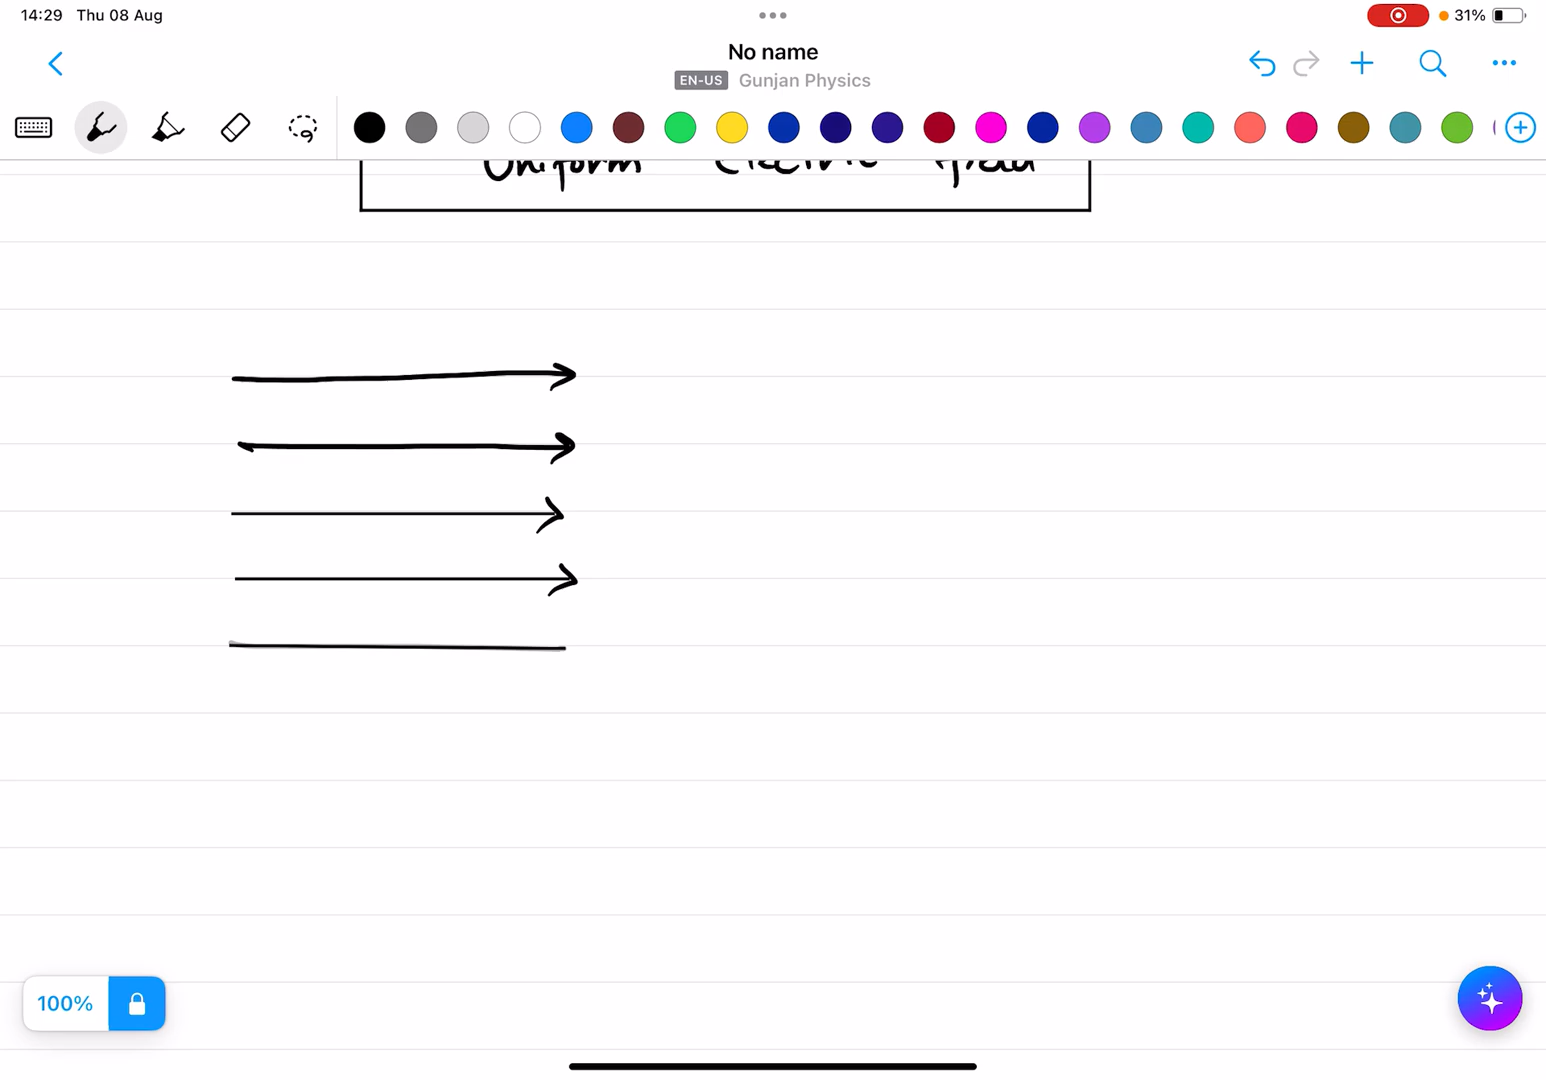 14:29 Thu 08 Aug
31%
No name
EN-US Gunjan Physics
Uniform Electric field
100%